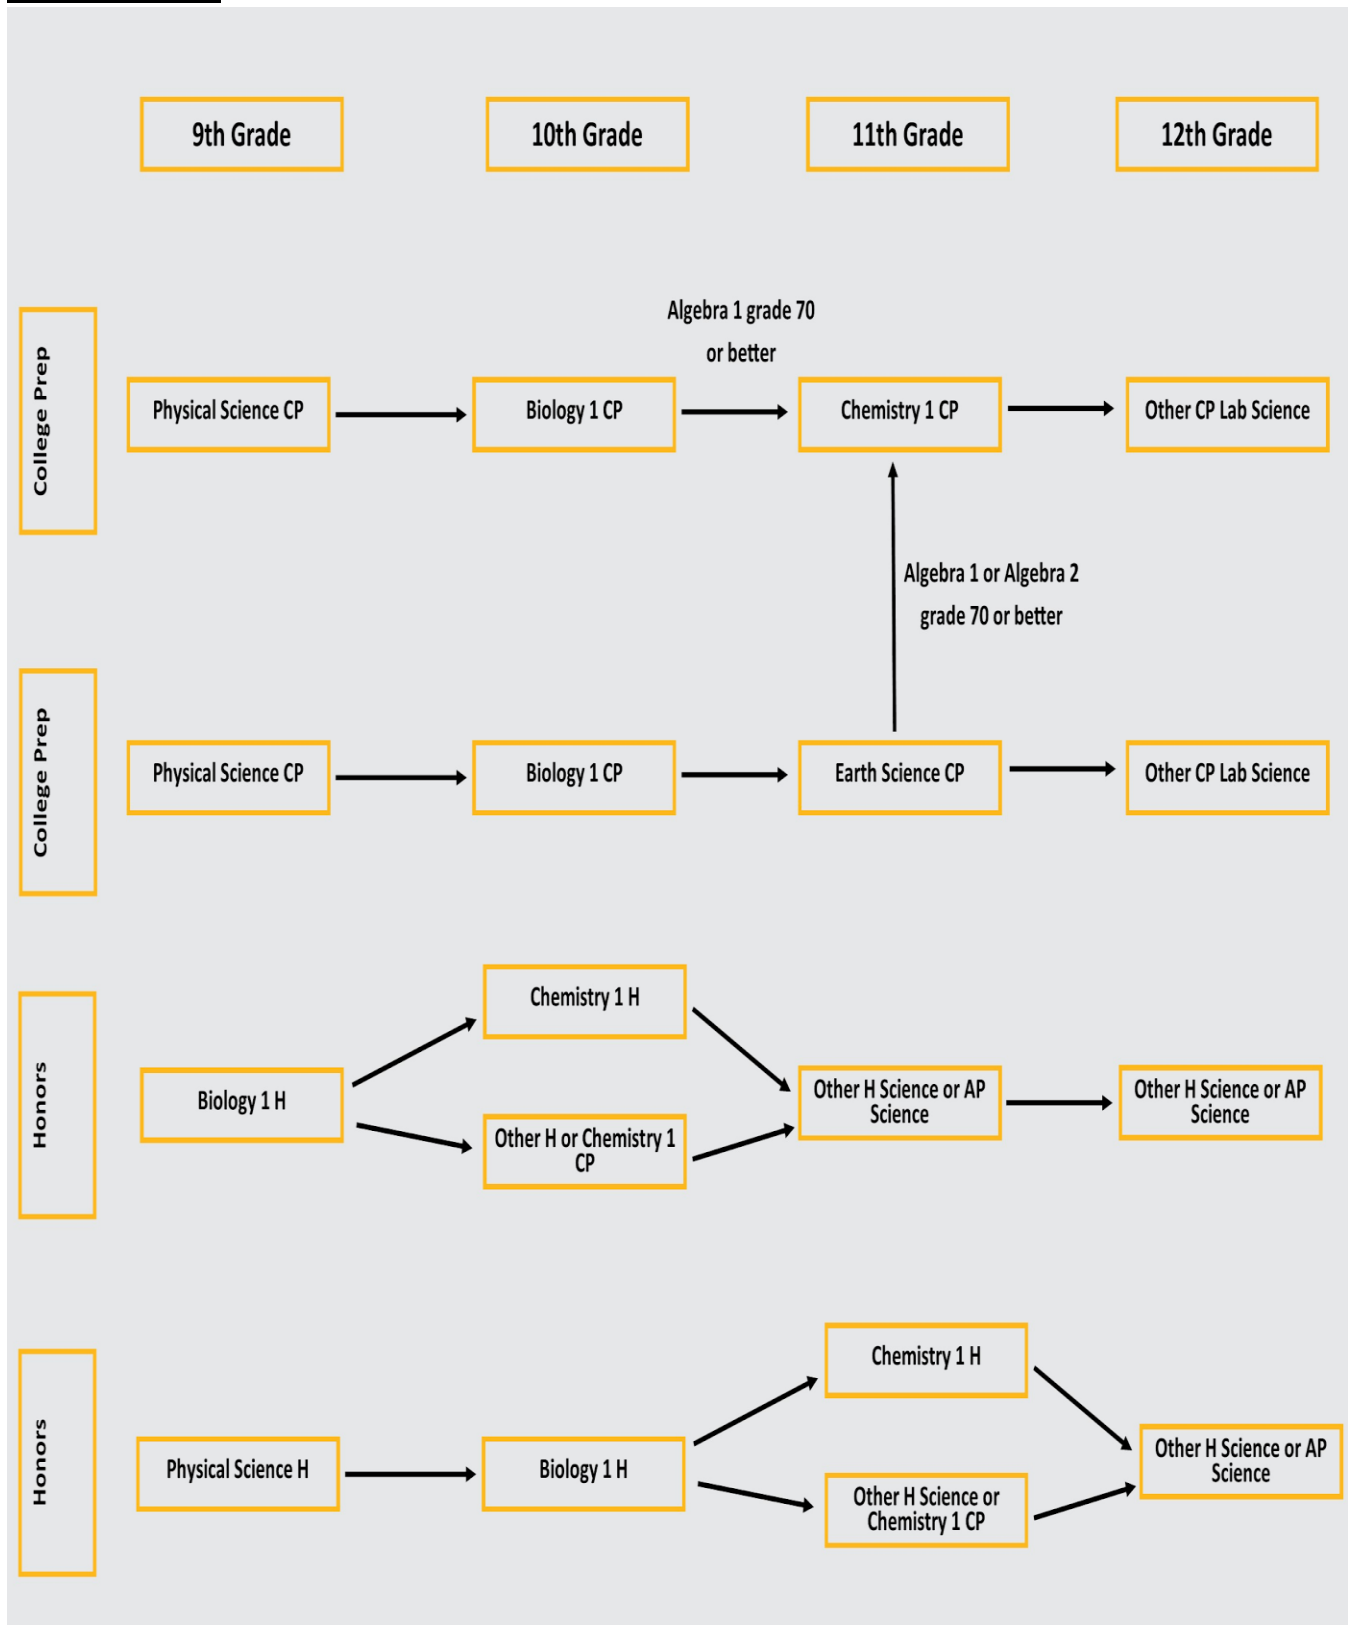 9th Grade
10th Grade
11th Grade
12th Grade
College Prep
Algebra 1 grade 70
or better
Physical Science CP
Biology 1 CP
Chemistry 1 CP
Other CP Lab Science
Algebra 1 or Algebra 2
grade 70 or better
College Prep
Physical Science CP
Biology 1 CP
Earth Science CP
Other CP Lab Science
Honors
Biology 1 H
Chemistry 1 H
Other H or Chemistry 1
CP
Other H Science or AP
Science
Other H Science or AP
Science
Honors
Physical Science H
Biology 1 H
Chemistry 1 H
Other H Science or
Chemistry 1 CP
Other H Science or AP
Science